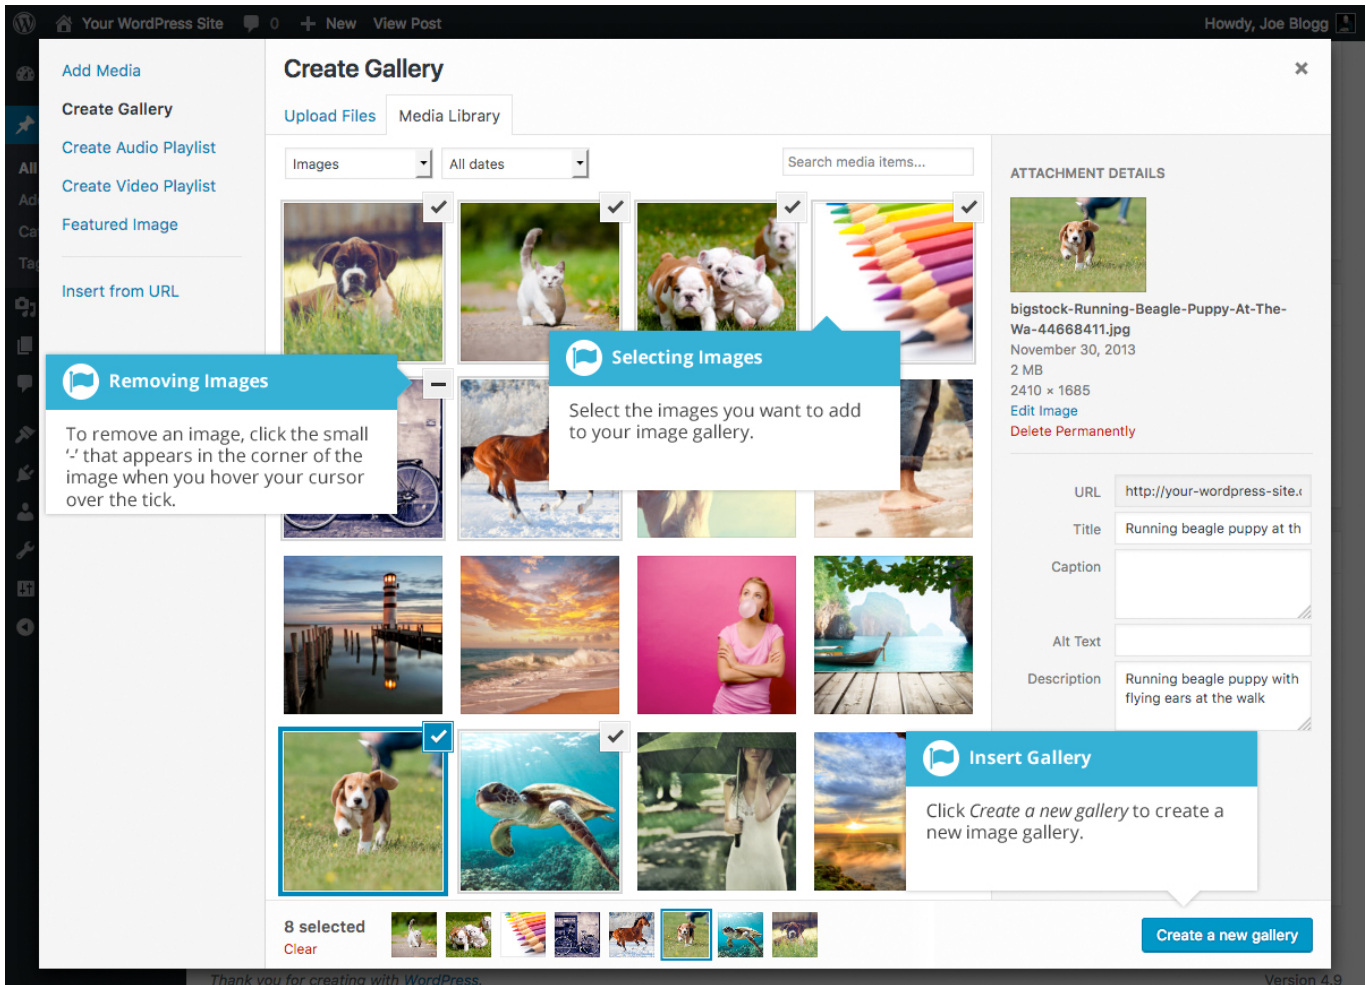 Your WordPress Site 0 + New View Post
Howdy, Joe Blogg
Add Media
Create Gallery
Create Audio Playlist
Create Video Playlist
Featured Image
Insert from URL
All
Create Gallery
×
Upload Files
Media Library
Images
All dates
Search media items...
Removing Images
To remove an image, click the small
‘-’ that appears in the corner of the
image when you hover your cursor
over the tick.
Selecting Images
Select the images you want to add
to your image gallery.
ATTACHMENT DETAILS
bigstock-Running-Beagle-Puppy-At-The-
Wa-44668411.jpg
November 30, 2013
2 MB
2410 × 1685
Edit Image
Delete Permanently
URL
http://your-wordpress-site.c
Title
Running beagle puppy at th
Caption
Alt Text
Description
Running beagle puppy with
flying ears at the walk
Insert Gallery
Click Create a new gallery to create a
new image gallery.
8 selected
Clear
Create a new gallery
Thank you for creating with WordPress.
Version 4.9